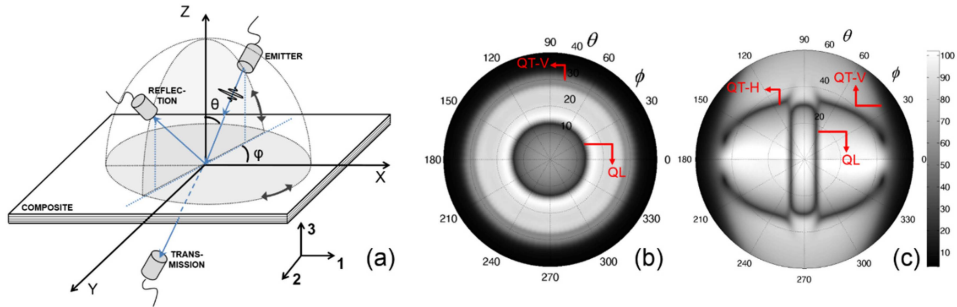 Z
EMITTER
REFLEC-
TION
θ
φ
X
COMPOSITE
TRANS-
MISSION
Y
3
1
2
(a)
90
θ
120
60
40
QT-V
30
ϕ
150
30
20
10
180
0
QL
210
330
240
300
270
(b)
90
θ
120
60
60
QT-H
QT-V
40
ϕ
150
30
20
180
0
QL
210
330
240
300
270
(c)
100
90
80
70
60
50
40
30
20
10